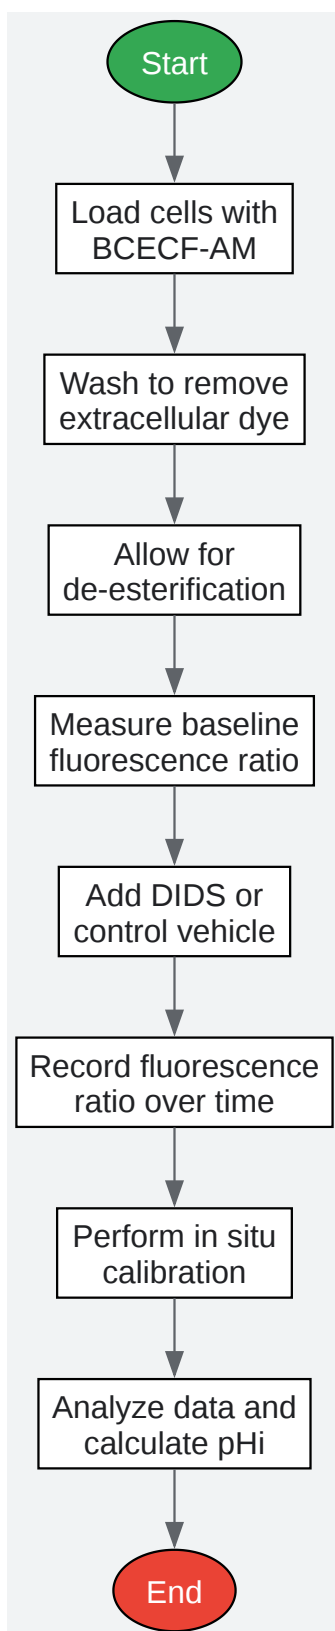 Start
Load cells with
BCECF-AM
Wash to remove
extracellular dye
Allow for
de-esterification
Measure baseline
fluorescence ratio
Add DIDS or
control vehicle
Record fluorescence
ratio over time
Perform in situ
calibration
Analyze data and
calculate pHi
End